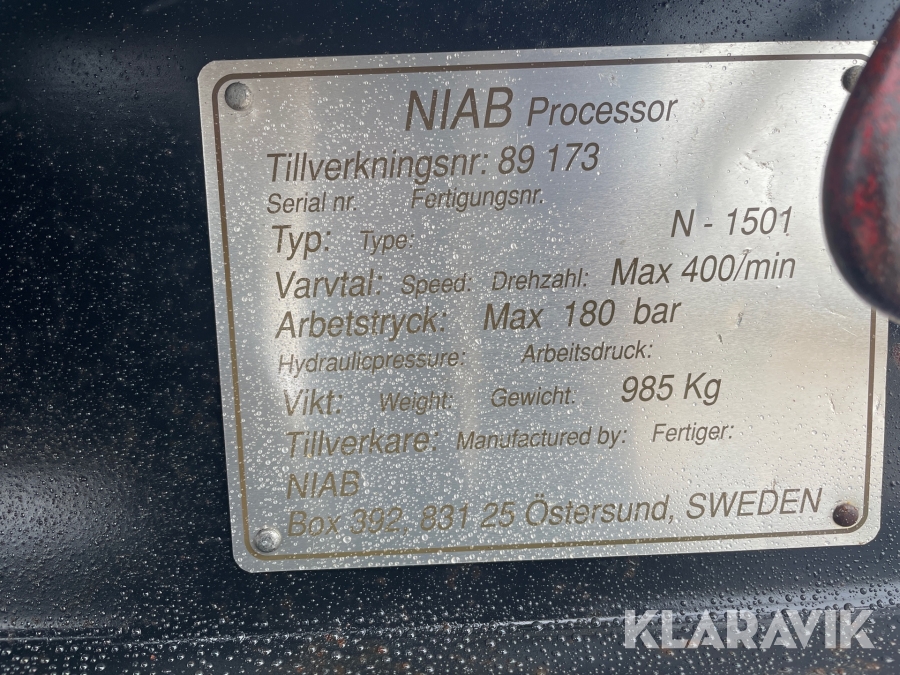 NIAB Processor
Tillverkningsnr: 89 173
Serial nr. Fertigungsnr.
Typ: Type: N - 1501
Varvtal: Speed: Drehzahl: Max 400/min
Arbetstryck: Max 180 bar
Hydraulicpressure: Arbeitsdruck:
Vikt: Weight: Gewicht. 985 Kg
Tillverkare: Manufactured by: Fertiger:
NIAB
Box 392, 831 25 Östersund, SWEDEN
KLARAVIK